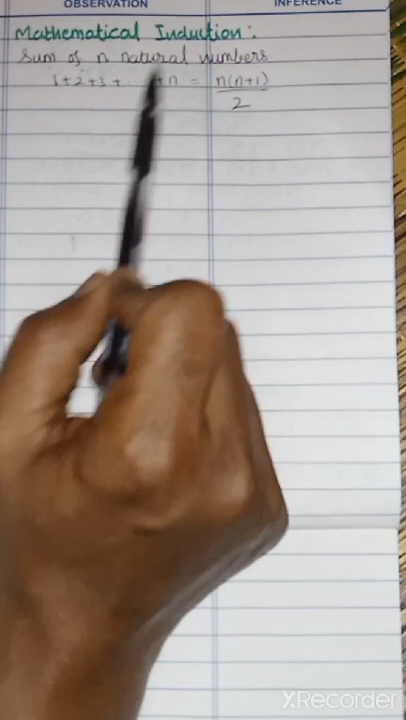 OBSERVATION INFERENCE
Mathematical Induction:
Sum of n natural numbers
1+2+3+ ... +n = n(n+1)
2
XRecorder